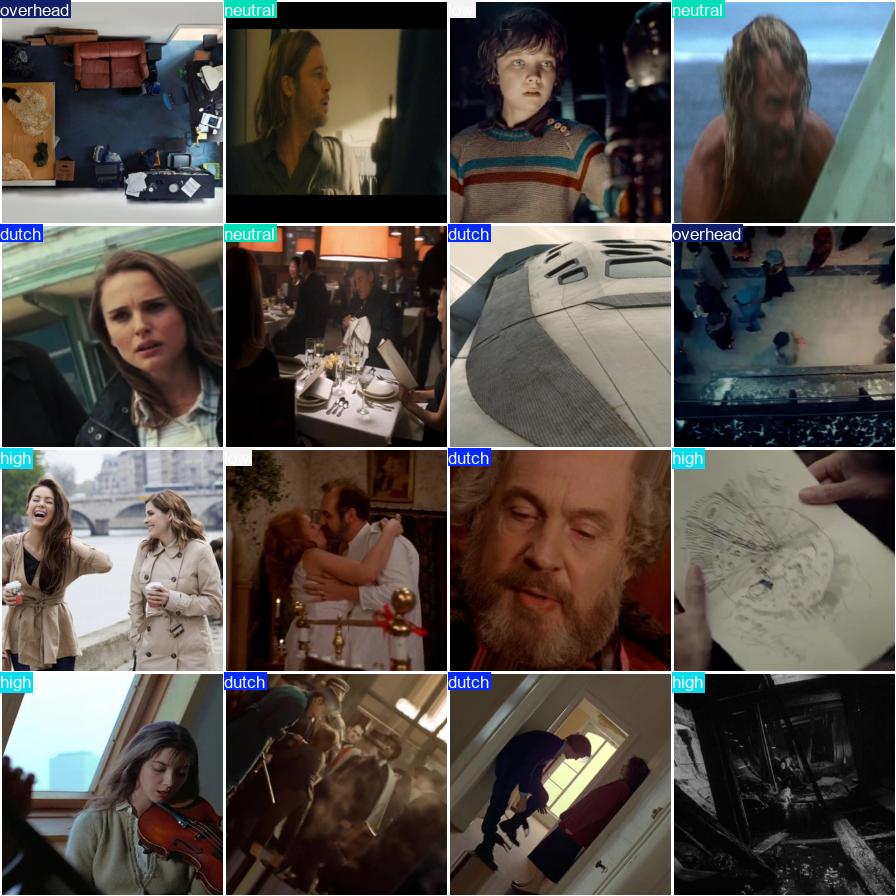 overhead
neutral
low
neutral
dutch
neutral
dutch
overhead
high
low
dutch
high
high
dutch
dutch
high